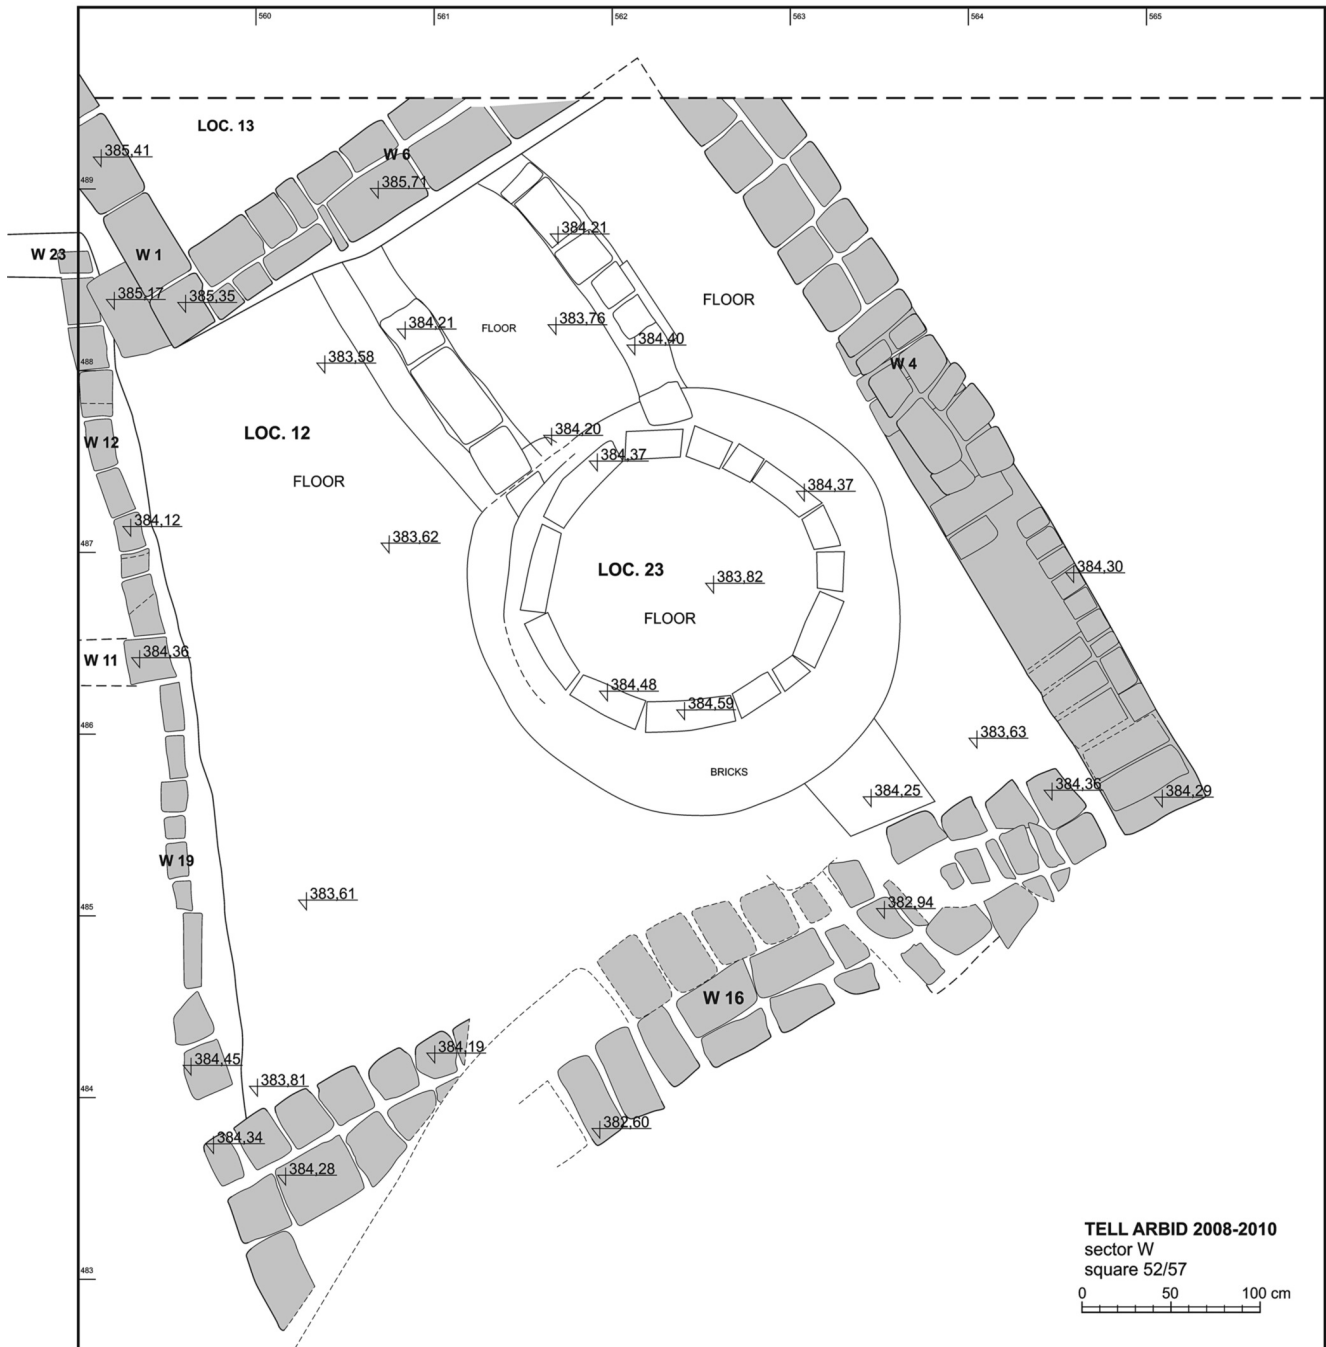 560
561
562
563
564
565
LOC. 13
W 6
385,41
385,71
489
384,21
W 23
W 1
385,17
385,35
FLOOR
384,21
FLOOR
383,76
384,40
383,58
488
W 4
384,20
LOC. 12
W 12
384,37
FLOOR
384,37
384,12
383,62
487
LOC. 23
383,82
384,30
FLOOR
W 11
384,36
384,48
384,59
486
383,63
BRICKS
384,25
384,36
384,29
W 19
383,61
485
382,94
W 16
384,19
384,45
383,81
484
382,60
384,34
384,28
TELL ARBID 2008-2010
sector W
square 52/57
483
0 50 100 cm